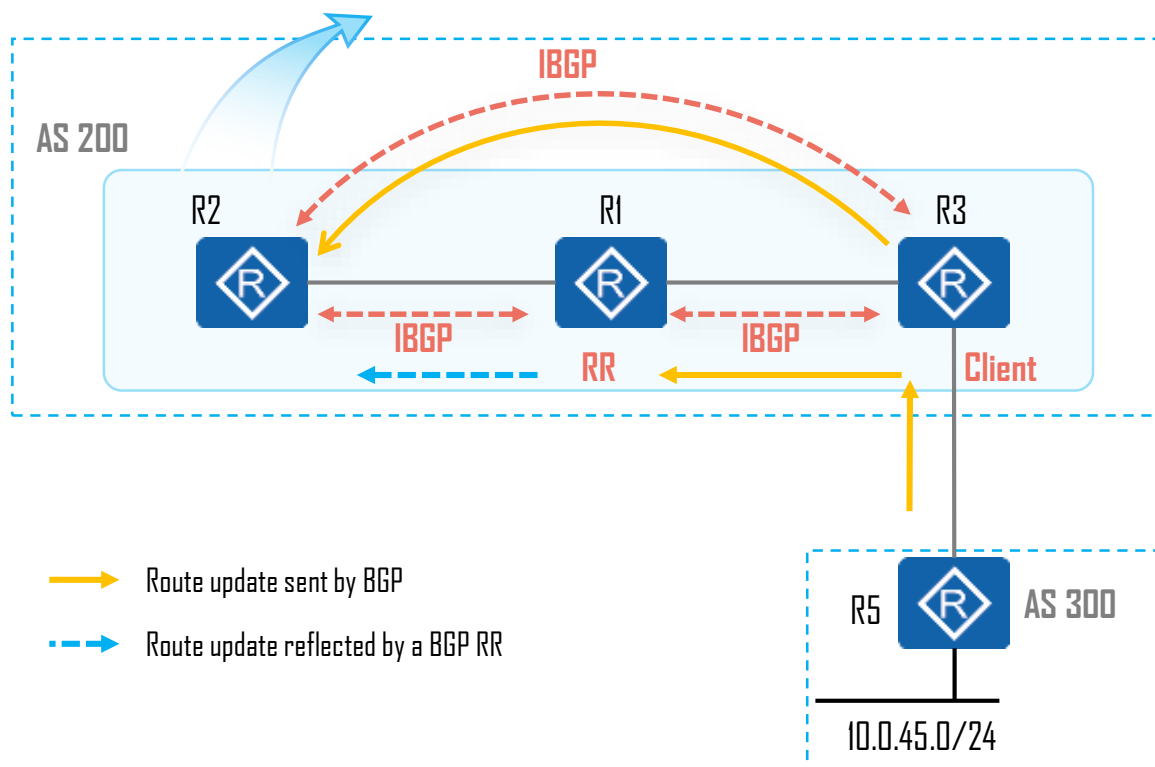 IBGP
AS 200
R2
R1
R3
R
R
R
IBGP
IBGP
RR
Client
Route update sent by BGP
R
R5
AS 300
Route update reflected by a BGP RR
10.0.45.0/24